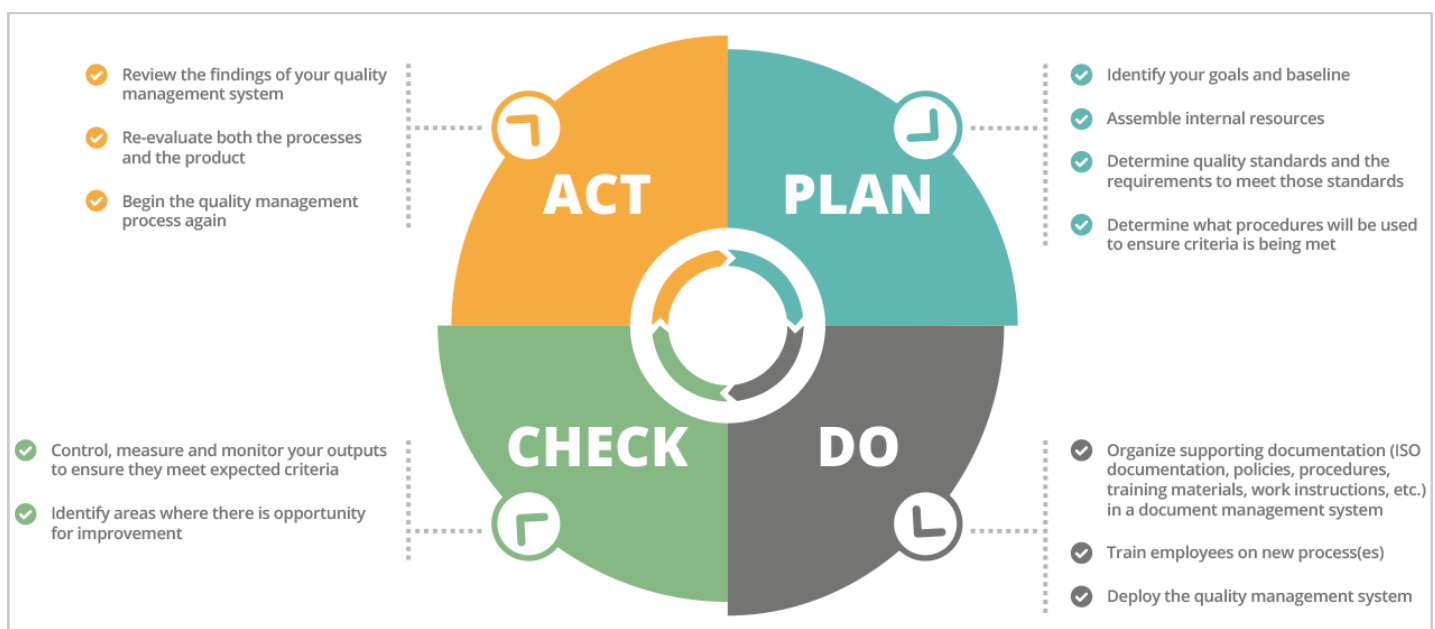 Review the findings of your quality
management system
Re-evaluate both the processes
and the product
Begin the quality management
process again
ACT
PLAN
Identify your goals and baseline
Assemble internal resources
Determine quality standards and the
requirements to meet those standards
Determine what procedures will be used
to ensure criteria is being met
Control, measure and monitor your outputs
to ensure they meet expected criteria
Identify areas where there is opportunity
for improvement
CHECK
DO
Organize supporting documentation (ISO
documentation, policies, procedures,
training materials, work instructions, etc.)
in a document management system
Train employees on new process(es)
Deploy the quality management system